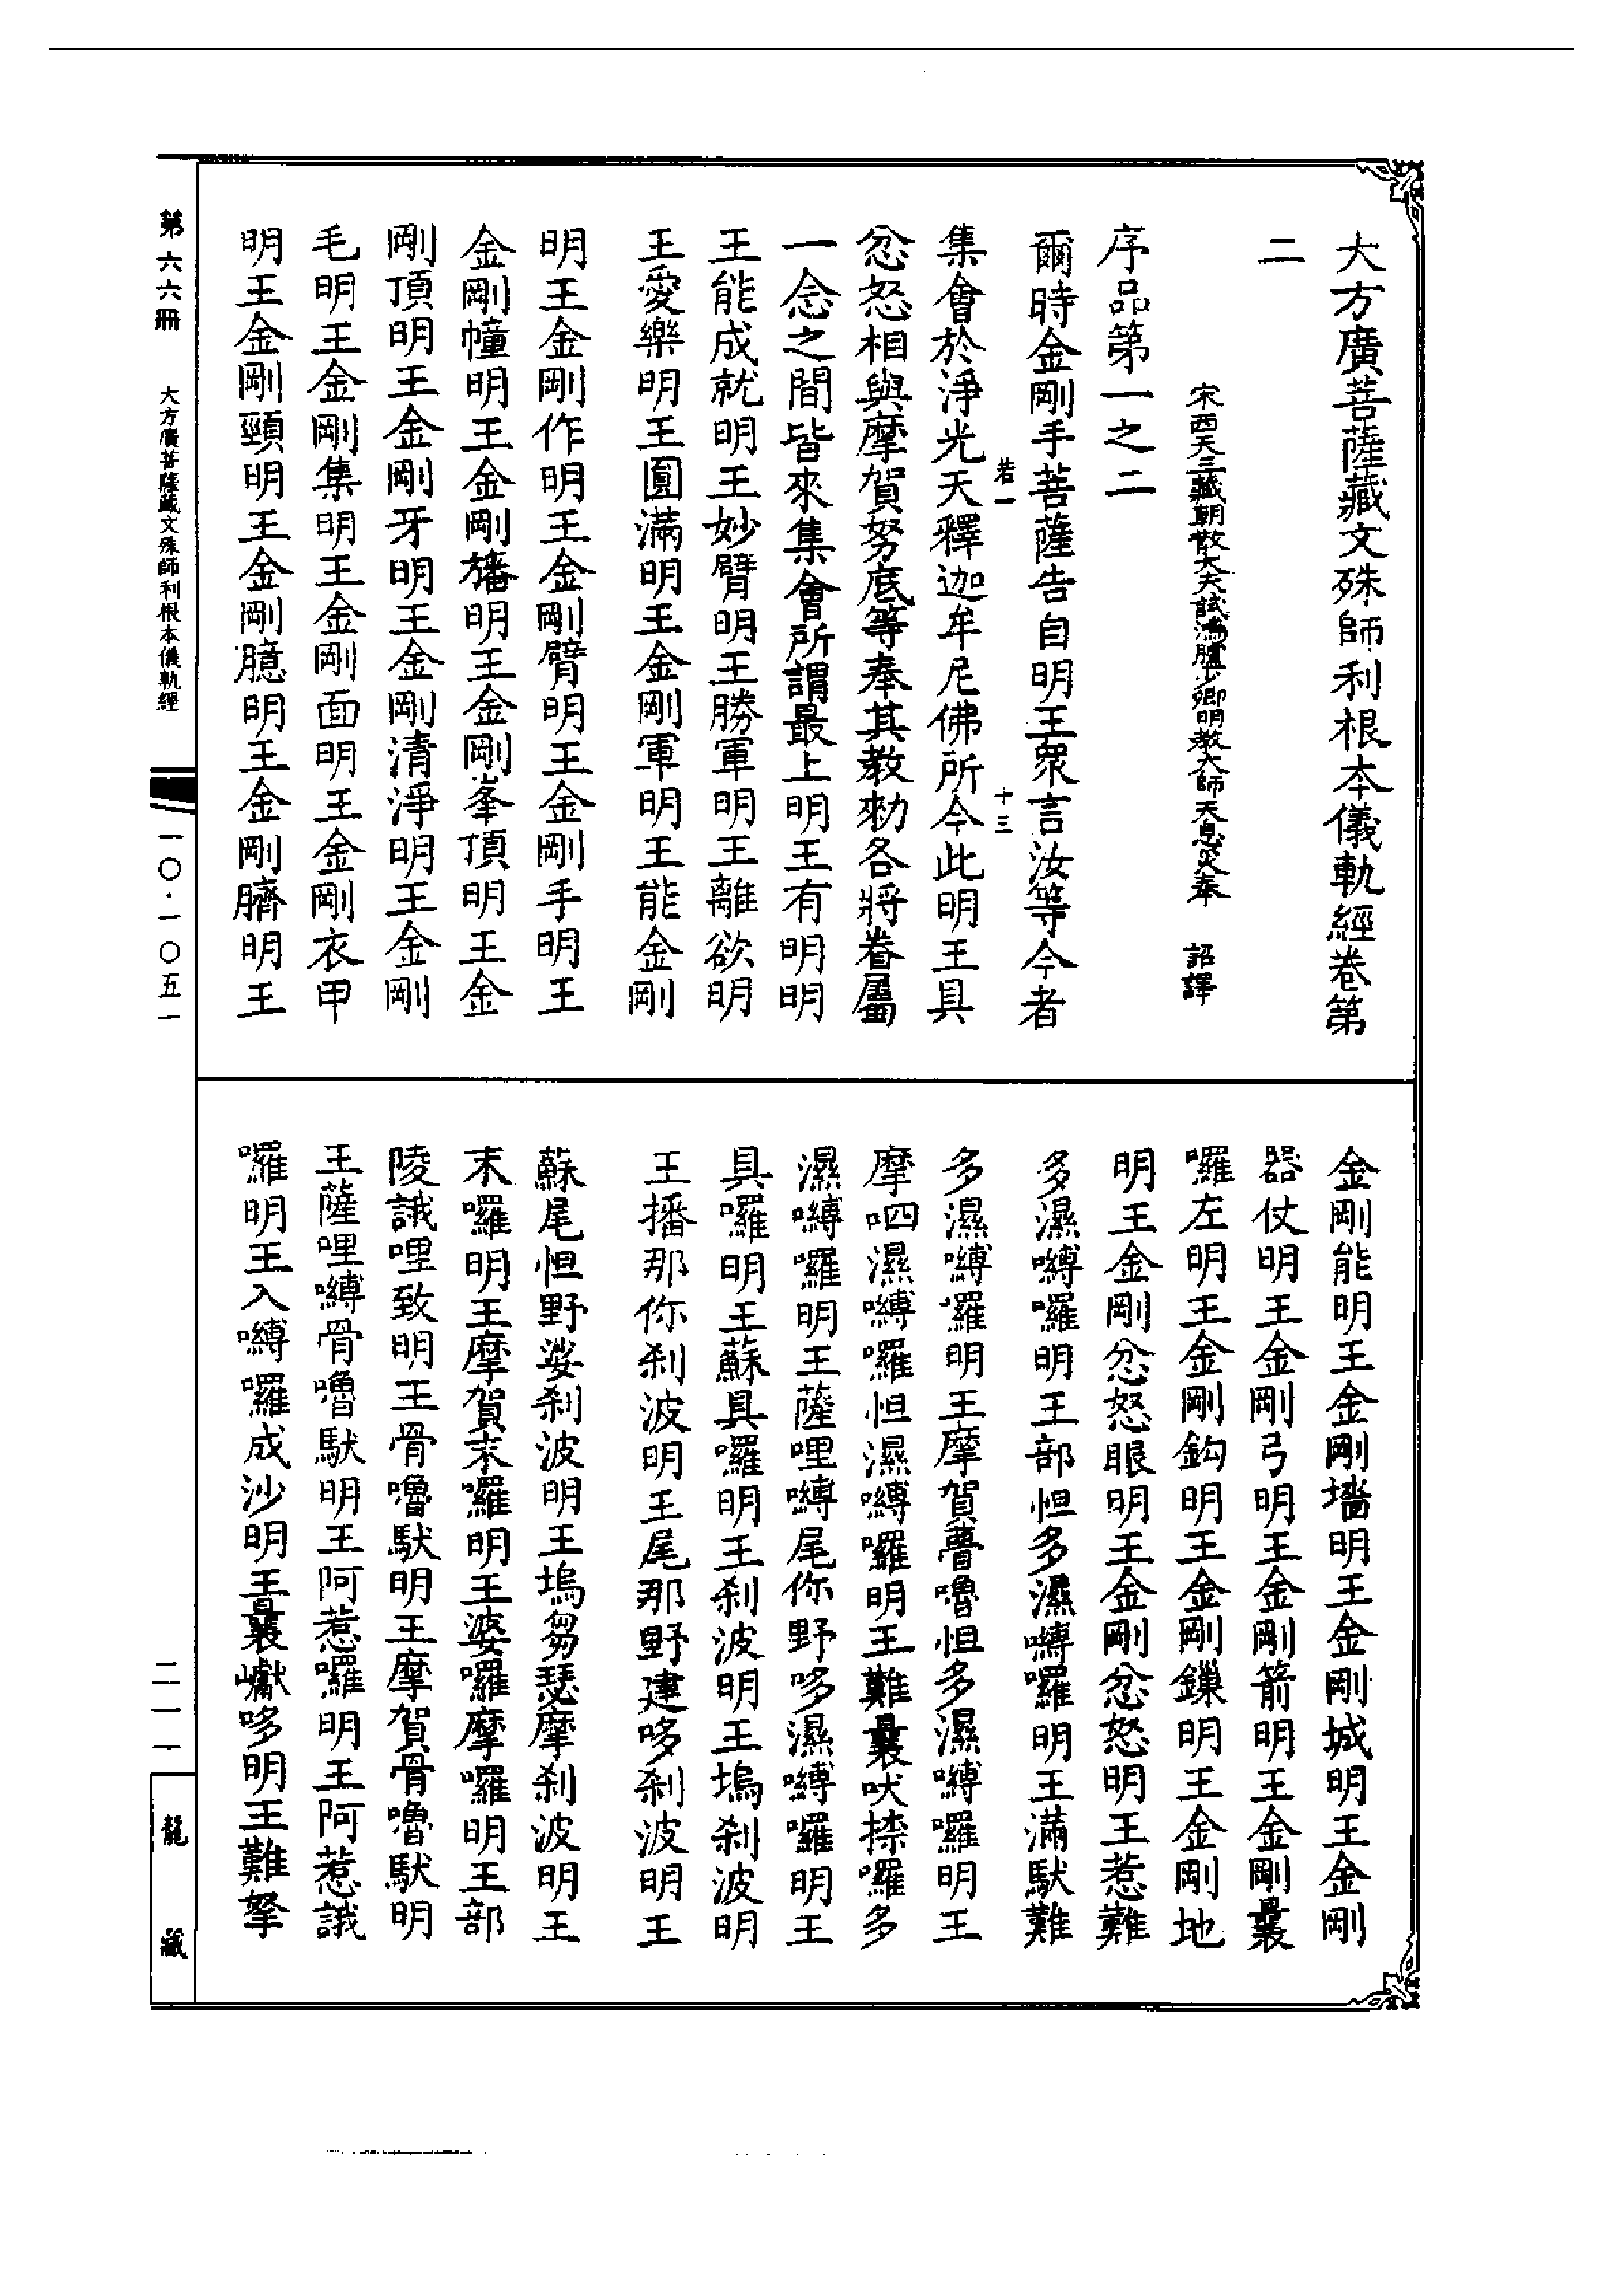 大方廣菩薩藏文殊師利根本儀軌經卷第
二
宋西天三藏朝散大夫試鴻臚少卿明教大師天息災奉　詔譯
序品第一之二
爾時金剛手菩薩告自明王衆言汝等今者
若一　十三
集會於淨光天釋迦牟尼佛所今此明王具
忿怒相與摩賀努底等奉其教勑各將眷屬
一念之間皆來集會所謂最上明王有明明
王能成就明王妙臂明王勝軍明王離欲明
王愛樂明王圓滿明王金剛軍明王能金剛
明王金剛作明王金剛臂明王金剛手明王
金剛幢明王金剛旛明王金剛峯頂明王金
剛頂明王金剛牙明王金剛清淨明王金剛
毛明王金剛集明王金剛面明王金剛衣甲
明王金剛頸明王金剛臆明王金剛臍明王
金剛能明王金剛墻明王金剛城明王金剛
器仗明王金剛弓明王金剛箭明王金剛曩
囉左明王金剛鈎明王金剛鏁明王金剛地
明王金剛忿怒眼明王金剛忿怒明王惹難
多濕嚩囉明王部怛多濕嚩囉明王滿馱難
多濕嚩囉明王摩賀曹嚕怛多濕嚩囉明王
摩呬濕嚩囉怛濕嚩囉明王難曩吠捺囉多
濕嚩囉明王薩哩嚩尾你野哆濕嚩囉明王
具囉明王蘇具囉明王刹波明王塢刹波明
王播那你刹波明王尾那野建哆刹波明王
蘇尾怛野娑刹波明王塢芻瑟摩刹波明王
末囉明王摩賀末囉明王婆囉摩囉明王部
陵誐哩致明王骨嚕馱明王摩賀骨嚕馱明
王薩哩嚩骨嚕馱明王阿惹囉明王阿惹誐
囉明王入嚩囉成沙明王曩巘哆明王難拏
第六六冊　大方廣菩薩藏文殊師利根本儀軌經
一〇·一〇五一
二一一
龍藏